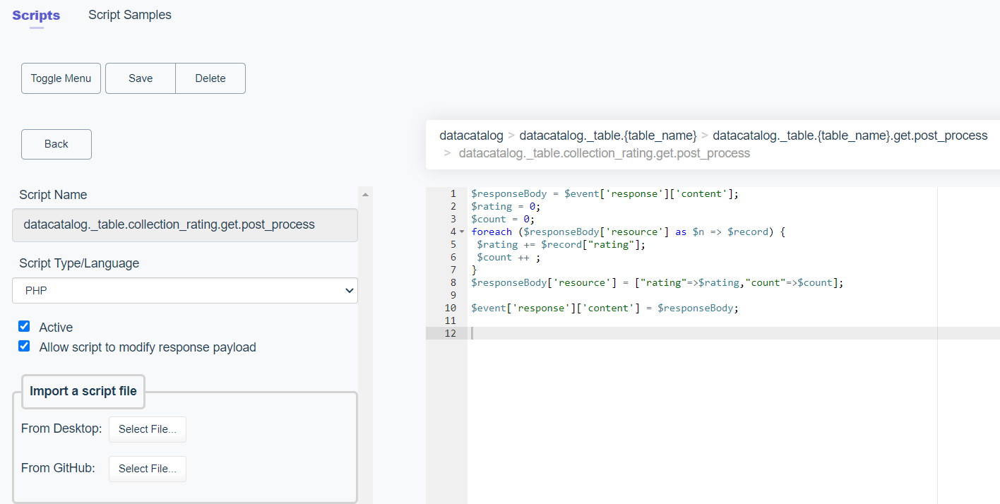 Scripts Script Samples
Toggle Menu Save Delete
Back
datacatalog > datacatalog._table.{table_name} > datacatalog._table.{table_name}.get.post_process
> datacatalog._table.collection_rating.get.post_process
Script Name
datacatalog._table.collection_rating.get.post_process
Script Type/Language
PHP
Active
Allow script to modify response payload
Import a script file
From Desktop: Select File...
From GitHub: Select File...
1 $responseBody = $event['response']['content'];
2 $rating = 0;
3 $count = 0;
4 foreach ($responseBody['resource'] as $n => $record) {
5 $rating += $record["rating"];
6 $count ++ ;
7 }
8 $responseBody['resource'] = ["rating"=>$rating,"count"=>$count];
9
10 $event['response']['content'] = $responseBody;
11
12